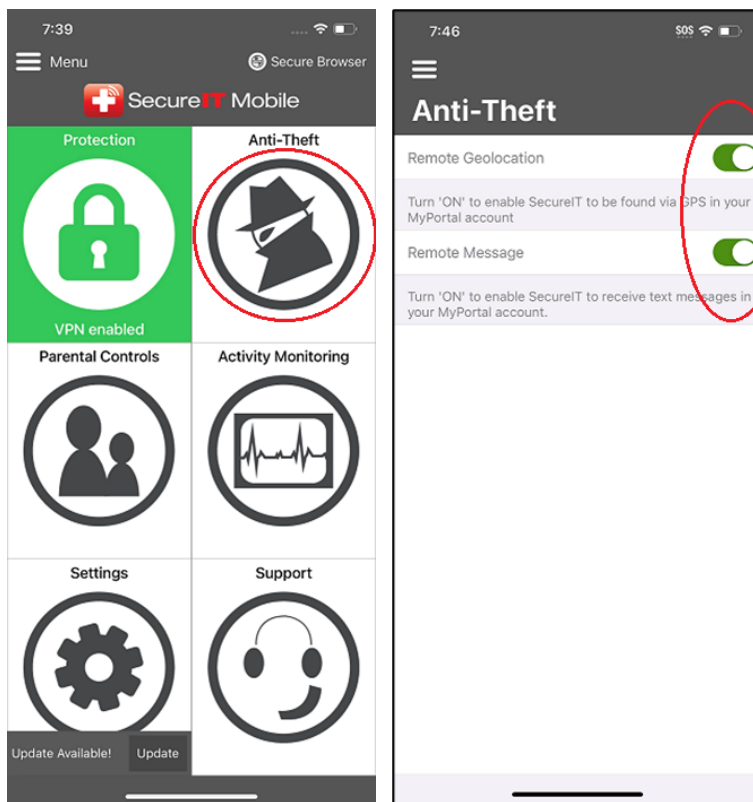 7:39
Menu
Secure Browser
SecureIT Mobile
Protection
Anti-Theft
VPN enabled
Parental Controls
Activity Monitoring
Settings
Support
Update Available!
Update
7:46
SOS
Anti-Theft
Remote Geolocation
Turn 'ON' to enable SecureIT to be found via GPS in your
MyPortal account
Remote Message
Turn 'ON' to enable SecureIT to receive text messages in
your MyPortal account.